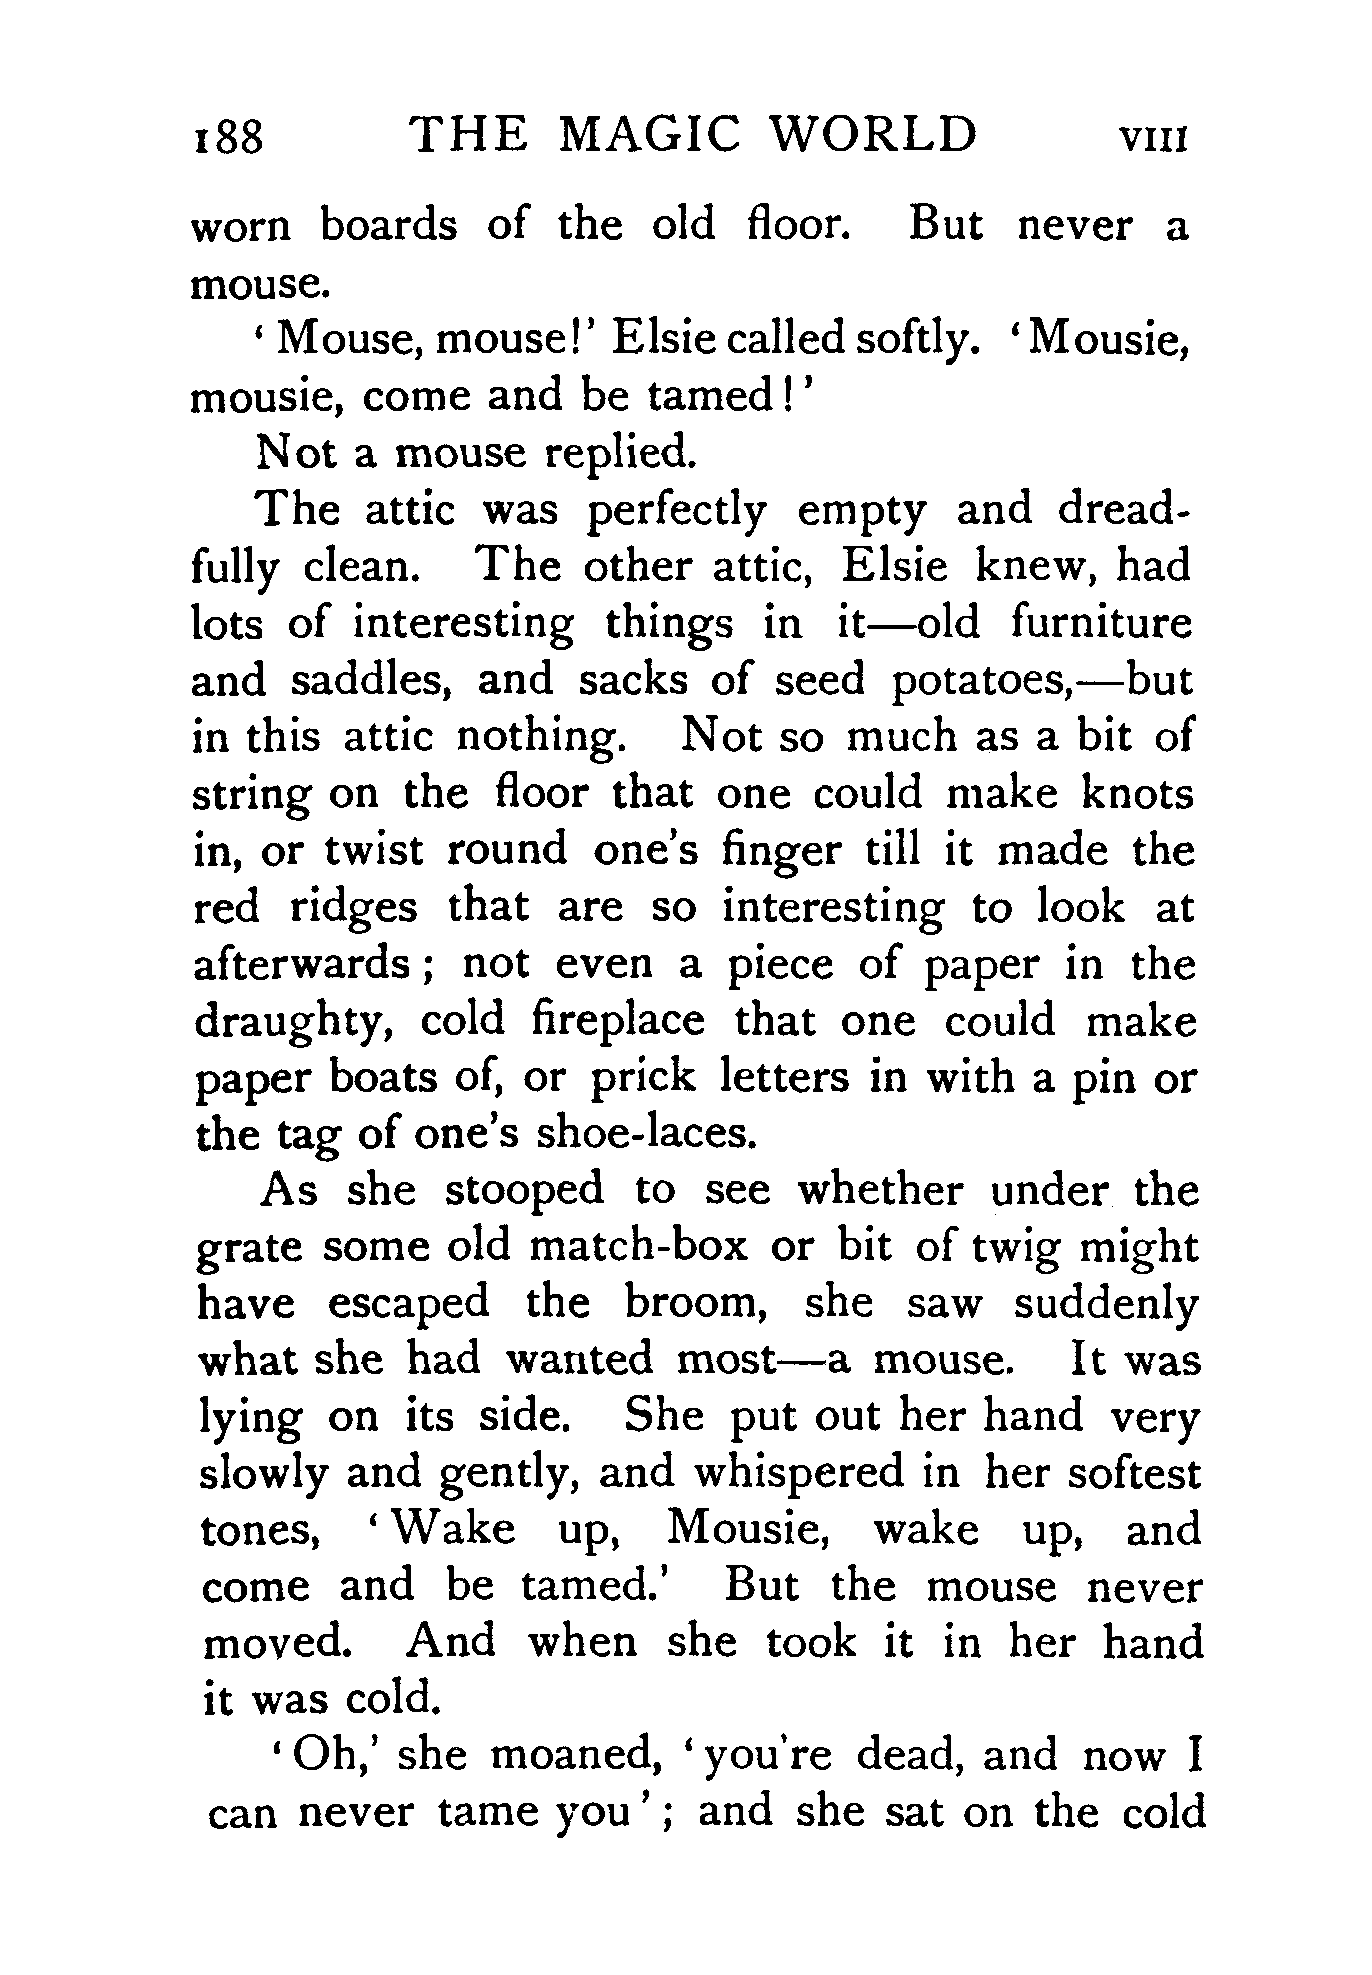 188 THE MAGIC WORLD VIII
worn boards of the old floor. But never a
mouse.
‘ Mouse, mouse!’ Elsie called softly. ‘ Mousie,
mousie, come and be tamed ! ’
Not a mouse replied.
The attic was perfectly empty and dread-
fully clean. The other attic, Elsie knew, had
lots of interesting things in it—old furniture
and saddles, and sacks of seed potatoes,—but
in this attic nothing. Not so much as a bit of
string on the floor that one could make knots
in, or twist round one’s finger till it made the
red ridges that are so interesting to look at
afterwards ; not even a piece of paper in the
draughty, cold fireplace that one could make
paper boats of, or prick letters in with a pin or
the tag of one’s shoe-laces.
As she stooped to see whether under the
grate some old match-box or bit of twig might
have escaped the broom, she saw suddenly
what she had wanted most—a mouse. It was
lying on its side. She put out her hand very
slowly and gently, and whispered in her softest
tones, ‘ Wake up, Mousie, wake up, and
come and be tamed.’ But the mouse never
moved. And when she took it in her hand
it was cold.
‘ Oh,’ she moaned, ‘ you’re dead, and now I
can never tame you ’ ; and she sat on the cold